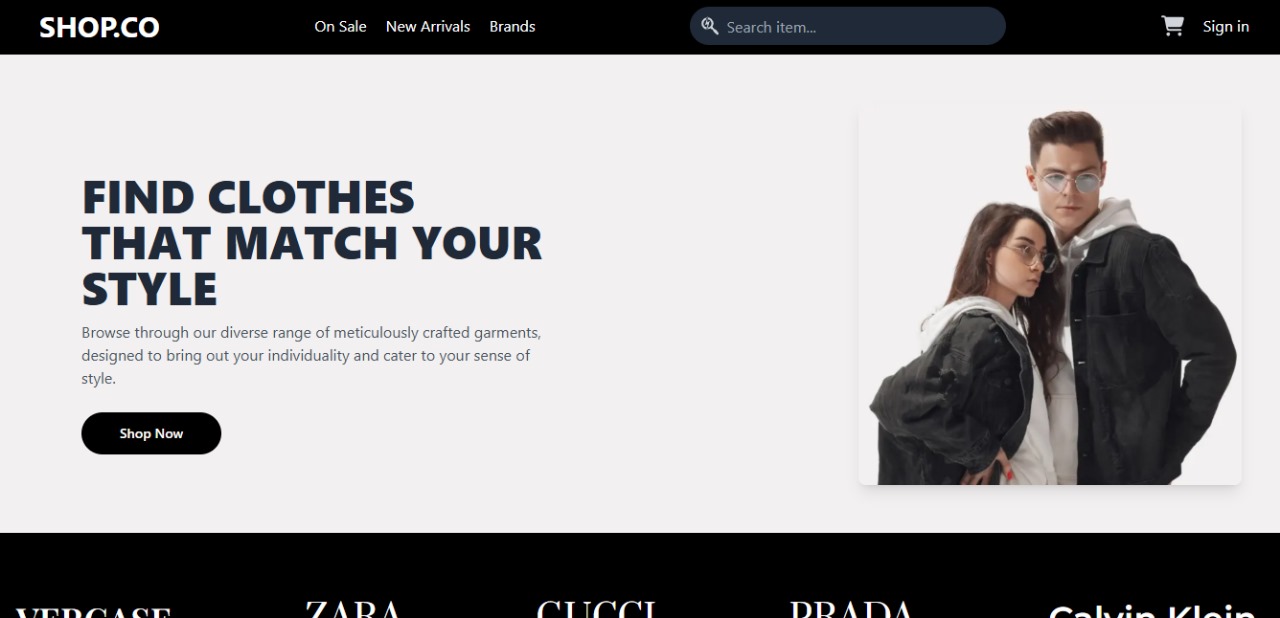 SHOP.CO On Sale New Arrivals Brands Search item... Sign in
FIND CLOTHES
THAT MATCH YOUR
STYLE
Browse through our diverse range of meticulously crafted garments,
designed to bring out your individuality and cater to your sense of
style.
Shop Now
VERCASE ZARA GUCCI PRADA Calvin Klein